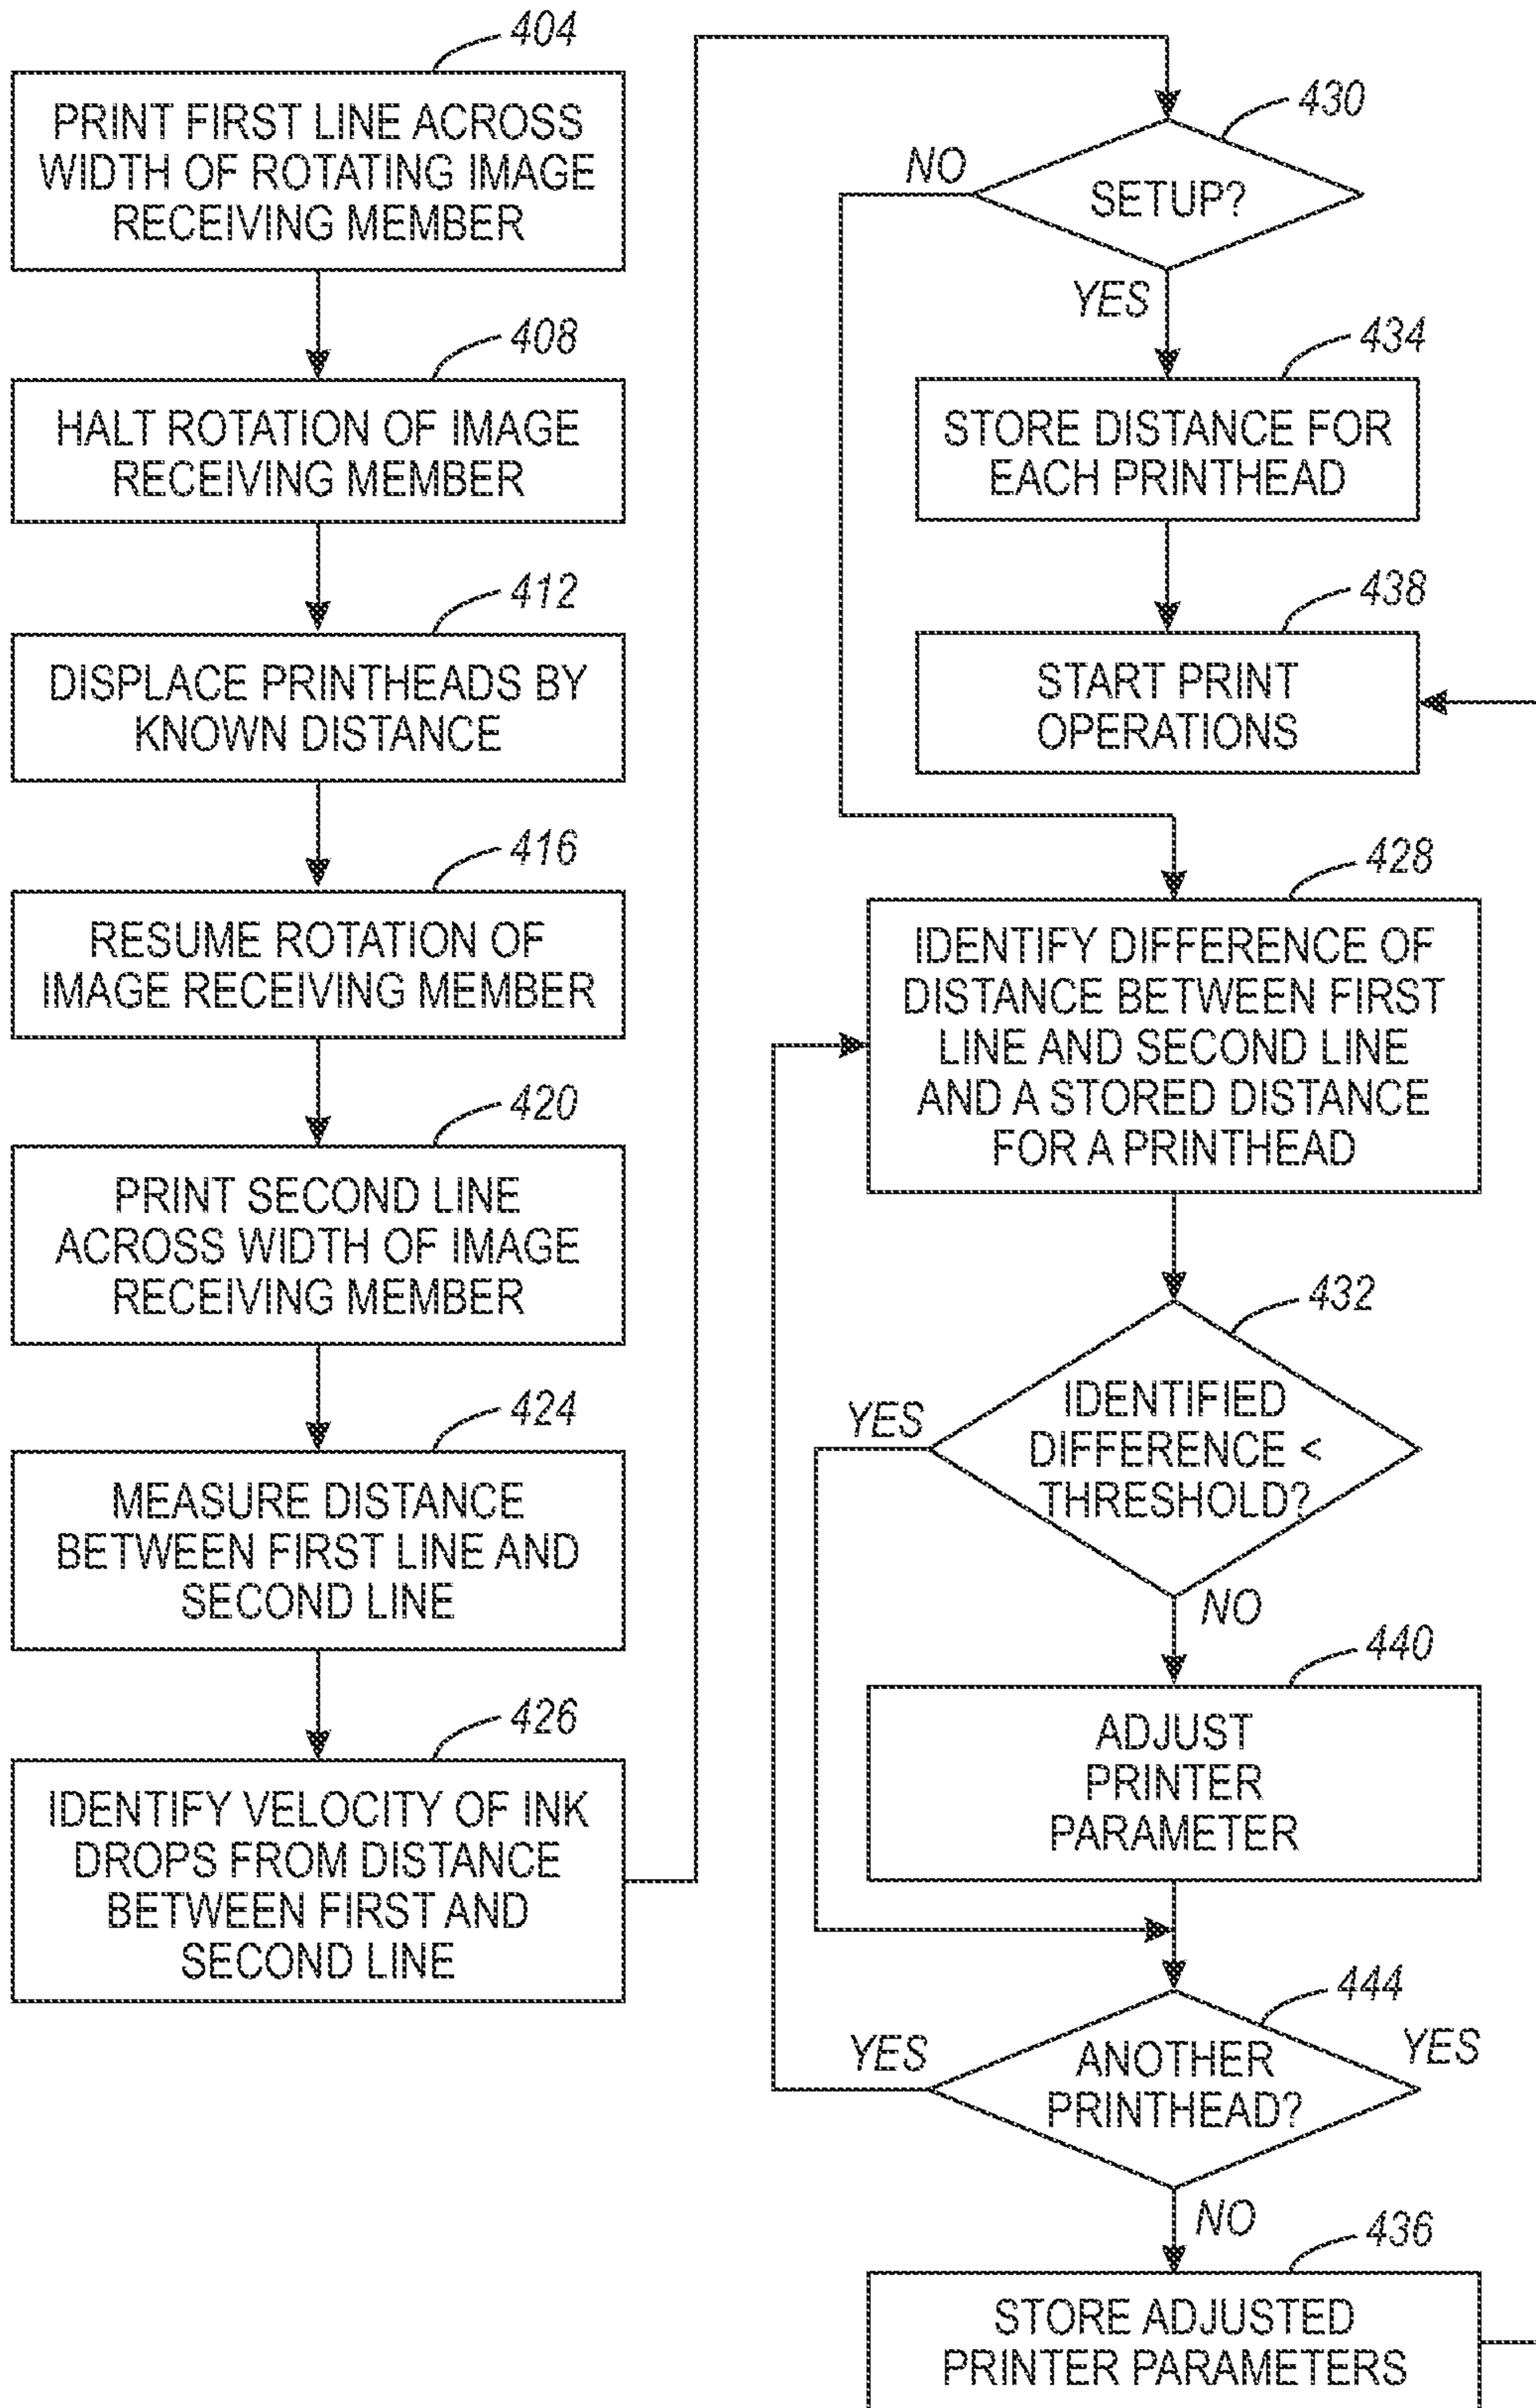 404
PRINT FIRST LINE ACROSS
WIDTH OF ROTATING IMAGE
RECEIVING MEMBER
408
HALT ROTATION OF IMAGE
RECEIVING MEMBER
412
DISPLACE PRINTHEADS BY
KNOWN DISTANCE
416
RESUME ROTATION OF
IMAGE RECEIVING MEMBER
420
PRINT SECOND LINE
ACROSS WIDTH OF IMAGE
RECEIVING MEMBER
424
MEASURE DISTANCE
BETWEEN FIRST LINE AND
SECOND LINE
426
IDENTIFY VELOCITY OF INK
DROPS FROM DISTANCE
BETWEEN FIRST AND
SECOND LINE
430
NO
SETUP?
YES
434
STORE DISTANCE FOR
EACH PRINTHEAD
438
START PRINT
OPERATIONS
428
IDENTIFY DIFFERENCE OF
DISTANCE BETWEEN FIRST
LINE AND SECOND LINE
AND A STORED DISTANCE
FOR A PRINTHEAD
432
YES
IDENTIFIED
DIFFERENCE <
THRESHOLD?
NO
440
ADJUST
PRINTER
PARAMETER
444
YES
ANOTHER
PRINTHEAD?
YES
NO
436
STORE ADJUSTED
PRINTER PARAMETERS